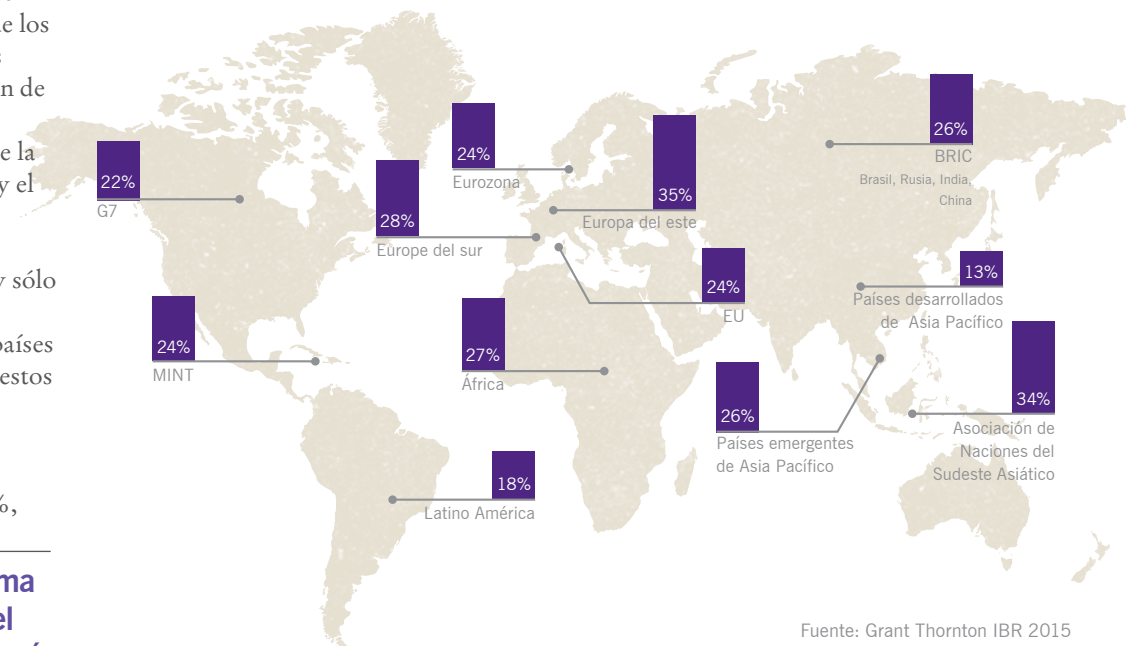 e los
n de
e la
y el
y sólo
países
estos
%,
ma
el
22%
G7
24%
Eurozona
28%
Europe del sur
35%
Europa del este
26%
BRIC
Brasil, Rusia, India,
China
24%
EU
13%
Países desarrollados
de Asia Pacífico
24%
MINT
27%
África
26%
Países emergentes
de Asia Pacífico
34%
Asociación de
Naciones del
Sudeste Asiático
18%
Latino América
Fuente: Grant Thornton IBR 2015